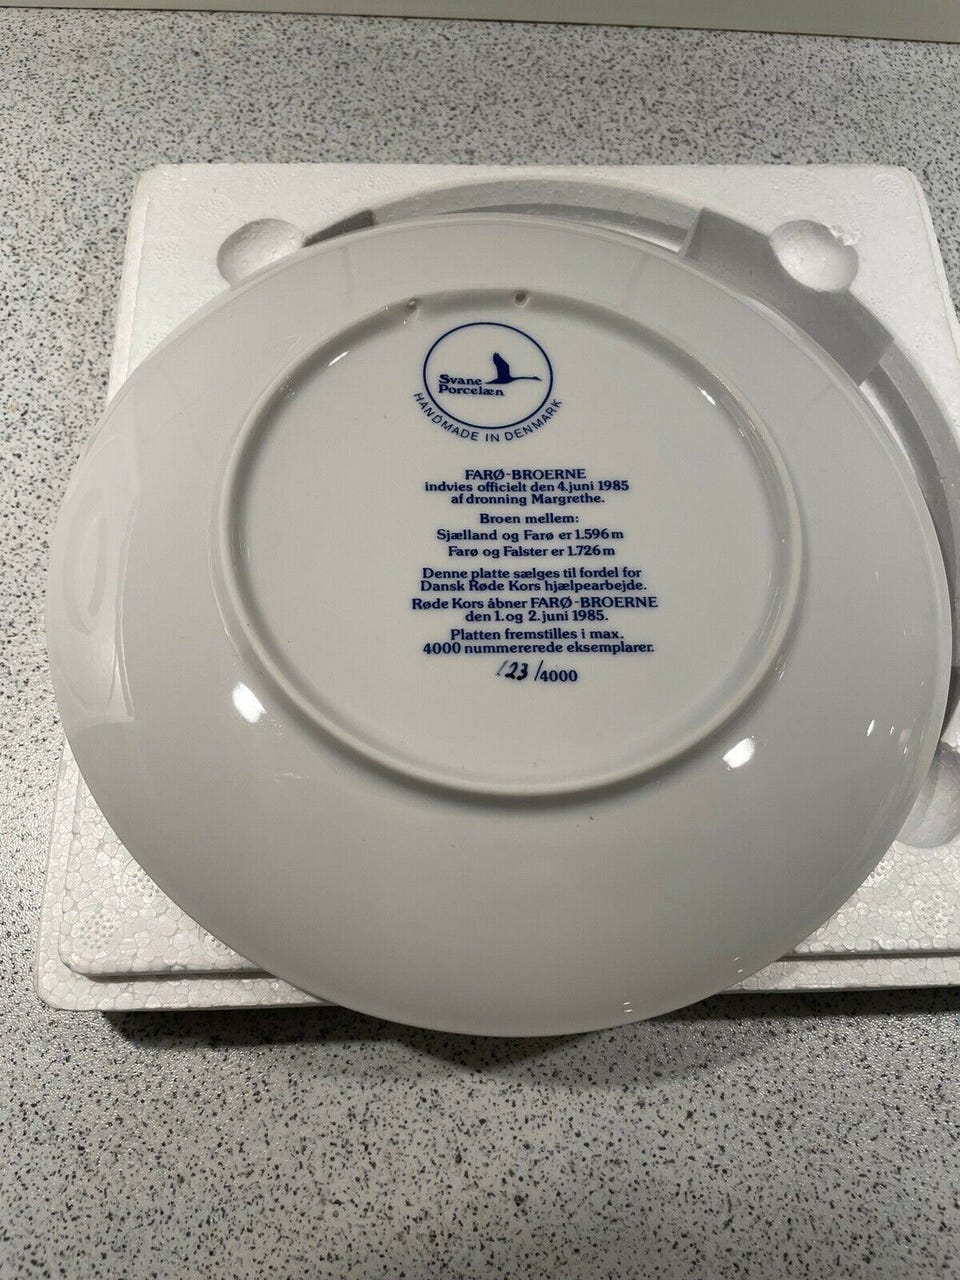 Svane
Porcelæn
HANDMADE IN DENMARK
FARØ-BROERNE
indvies officielt den 4. juni 1985
af dronning Margrethe.
Broen mellem:
Sjælland og Farø er 1.596 m
Farø og Falster er 1.726 m
Denne platte sælges til fordel for
Dansk Røde Kors hjælpearbejde.
Røde Kors åbner FARØ-BROERNE
den 1. og 2. juni 1985.
Platten fremstilles i max.
4000 nummererede eksemplarer.
123/4000